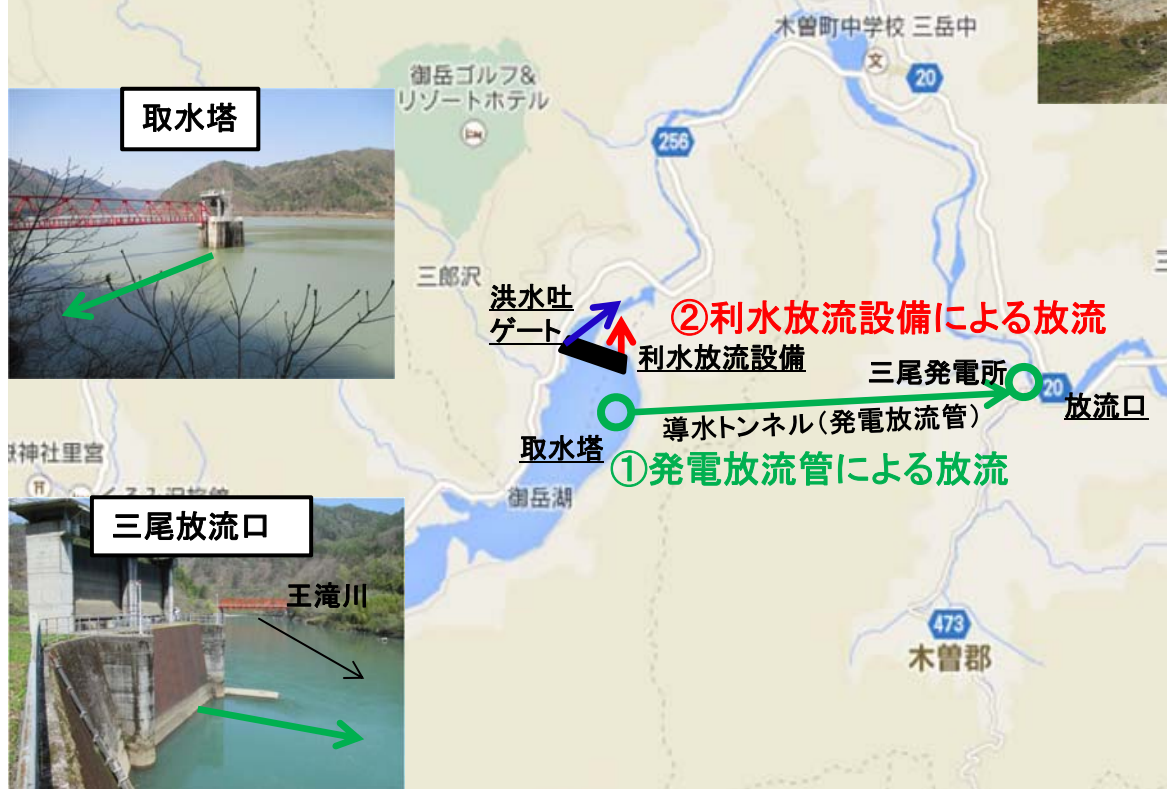 木曽町中学校 三岳中
20
御岳ゴルフ&
リゾートホテル
文
256
取水塔
三郎沢
洪水吐
ゲート
②利水放流設備による放流
利水放流設備
三尾発電所
20
放流口
導水トンネル（発電放流管）
取水塔
①発電放流管による放流
神社里宮
御岳湖
三尾放流口
王滝川
473
木曽郡